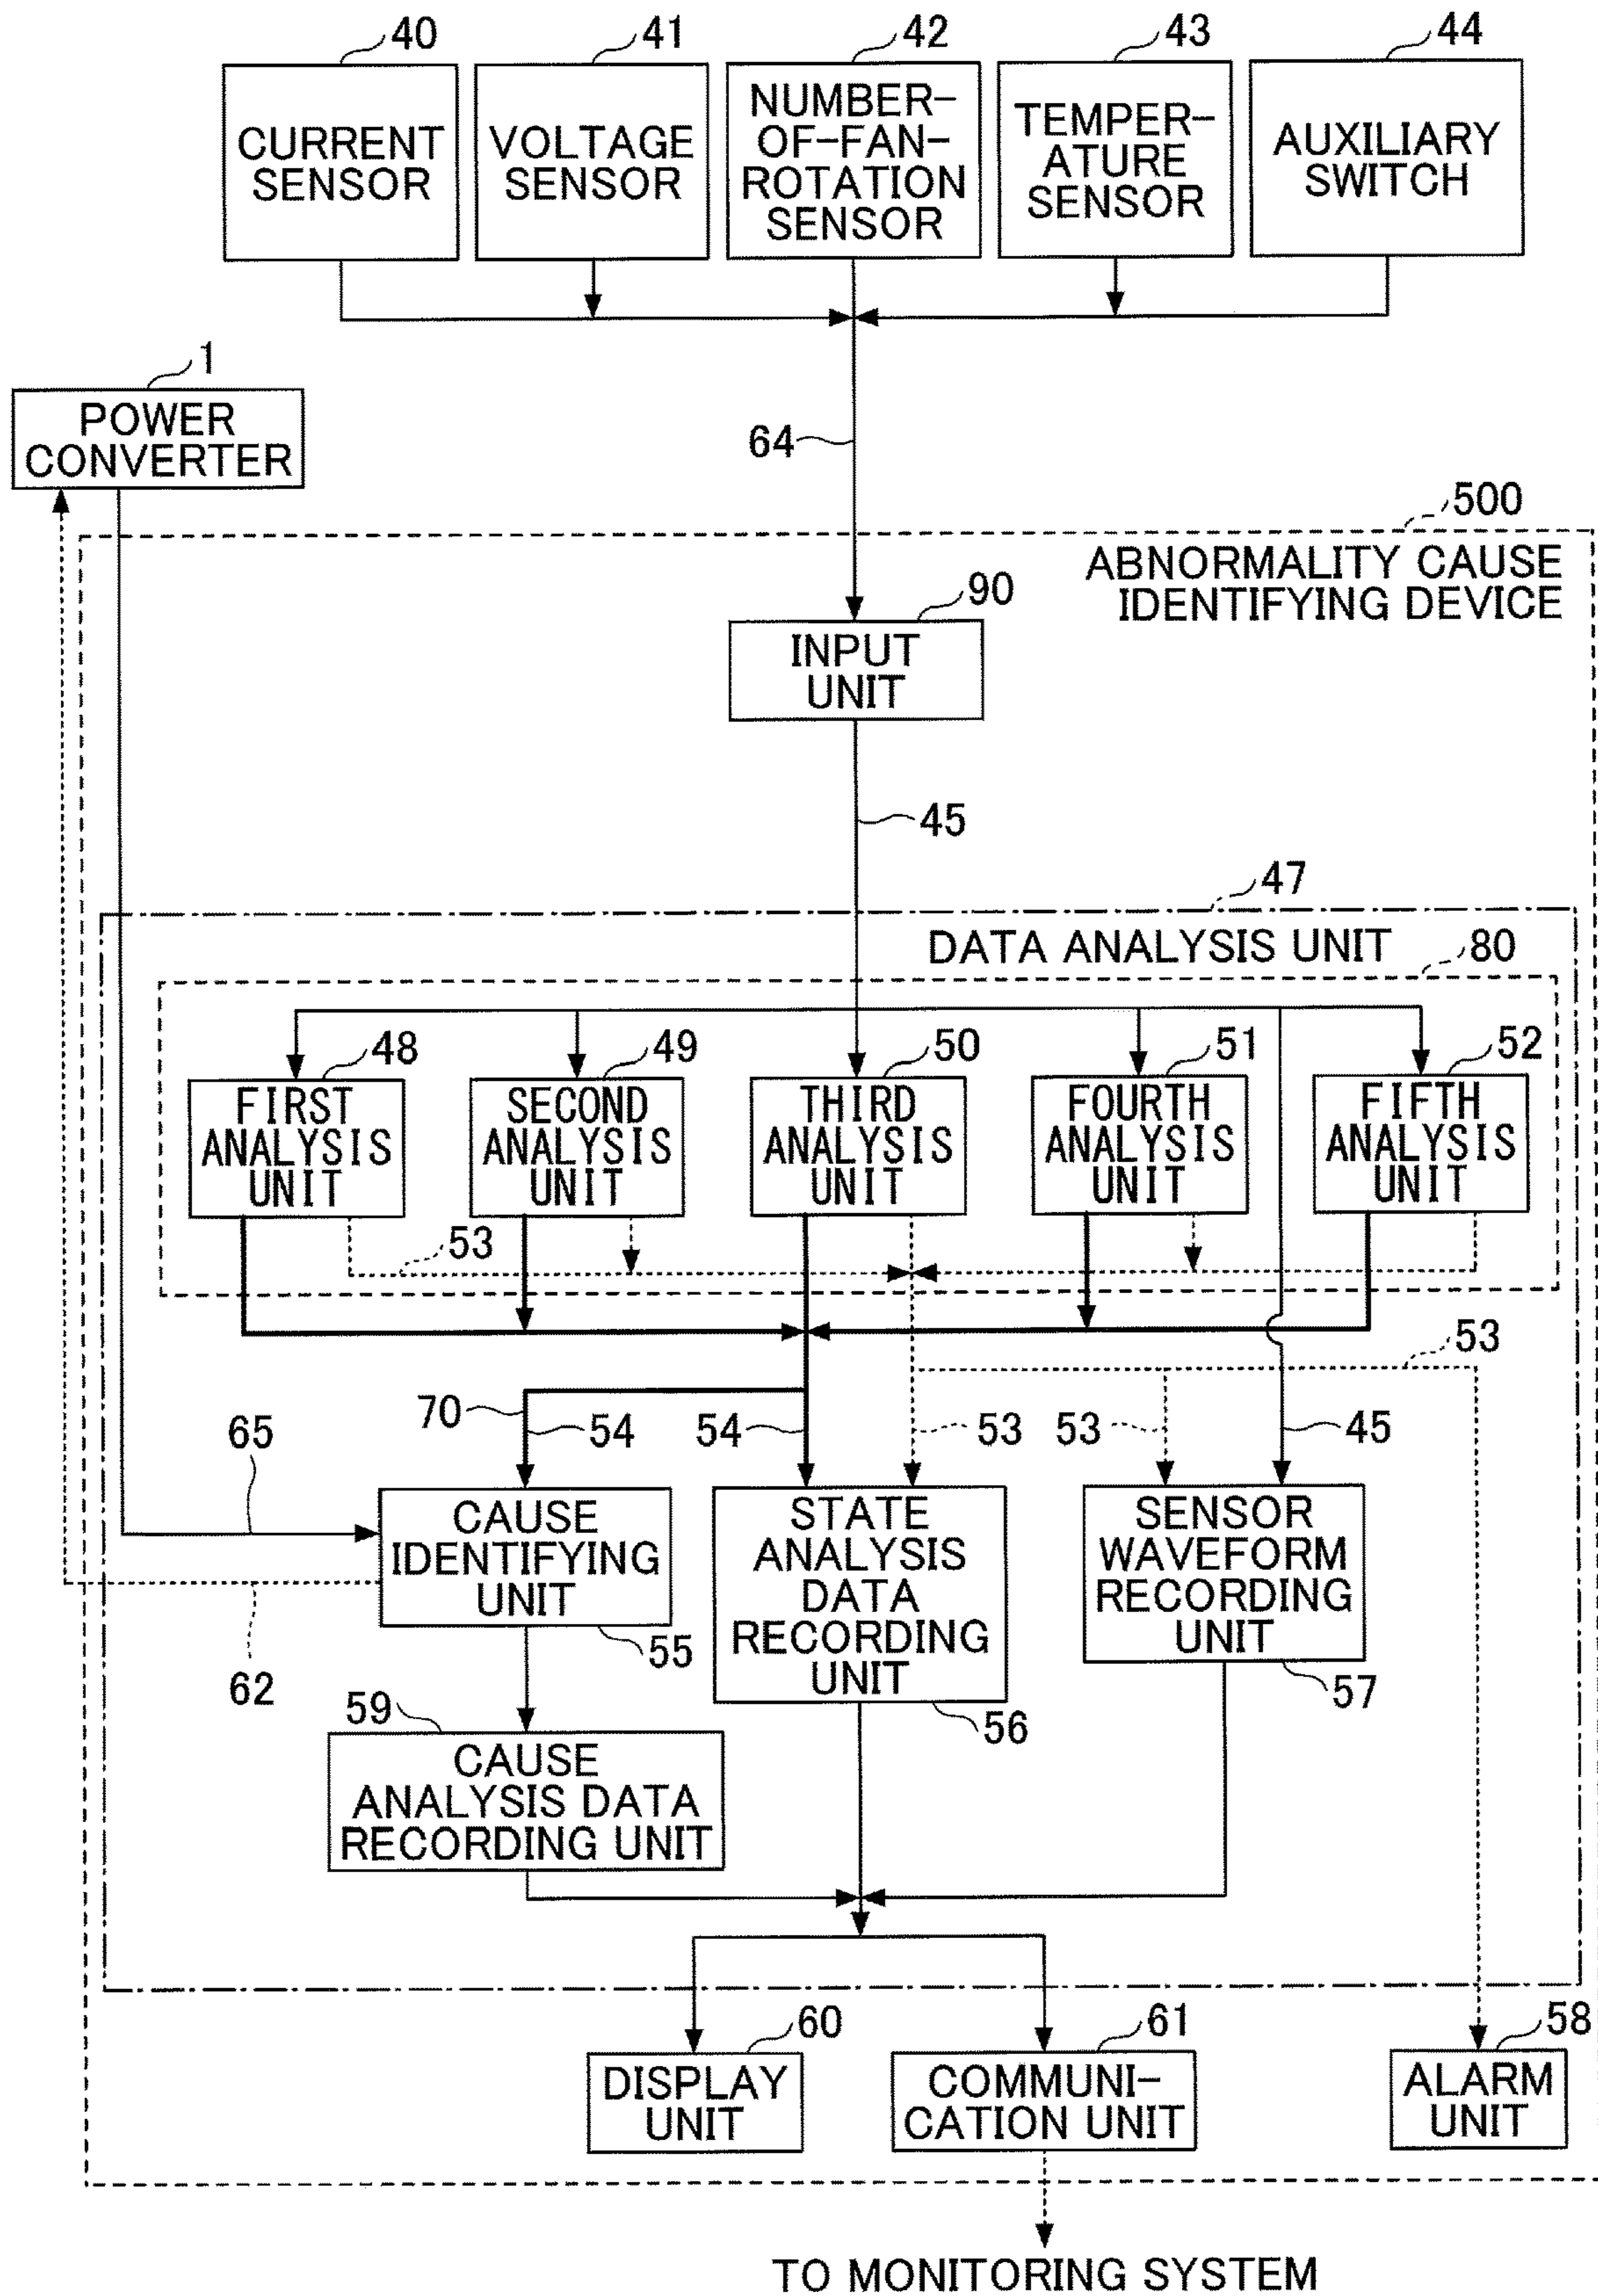 40
41
42
43
44
CURRENT
SENSOR
VOLTAGE
SENSOR
NUMBER-
OF-FAN-
ROTATION
SENSOR
TEMPER-
ATURE
SENSOR
AUXILIARY
SWITCH
1
POWER
CONVERTER
64
500
ABNORMALITY CAUSE
IDENTIFYING DEVICE
90
INPUT
UNIT
45
47
DATA ANALYSIS UNIT
80
48
49
50
51
52
FIRST
ANALYSIS
UNIT
SECOND
ANALYSIS
UNIT
THIRD
ANALYSIS
UNIT
FOURTH
ANALYSIS
UNIT
FIFTH
ANALYSIS
UNIT
53
53
70
54
54
53
53
45
65
CAUSE
IDENTIFYING
UNIT
STATE
ANALYSIS
DATA
RECORDING
UNIT
SENSOR
WAVEFORM
RECORDING
UNIT
62
55
56
57
59
CAUSE
ANALYSIS DATA
RECORDING UNIT
60
61
58
DISPLAY
UNIT
COMMUNI-
CATION UNIT
ALARM
UNIT
TO MONITORING SYSTEM